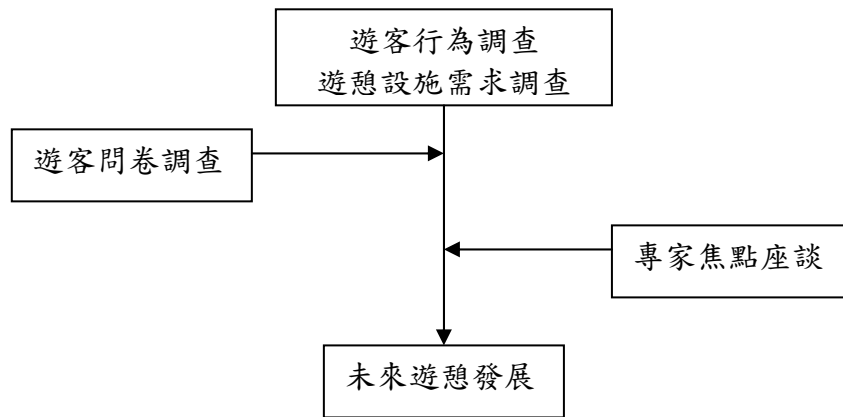 遊客行為調查
遊憩設施需求調查
遊客問卷調查
專家焦點座談
未來遊憩發展